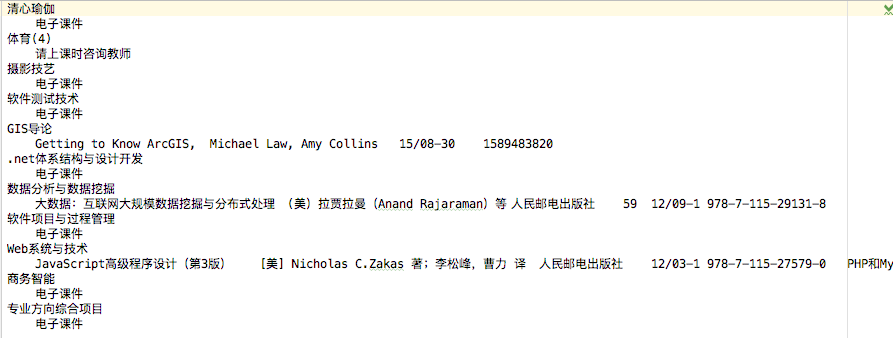 清心瑜伽
电子课件
体育(4)
请上课时咨询教师
摄影技艺
电子课件
软件测试技术
电子课件
GIS导论
Getting to Know ArcGIS, Michael Law, Amy Collins 15/08-30 1589483820
.net体系结构与设计开发
电子课件
数据分析与数据挖掘
大数据：互联网大规模数据挖掘与分布式处理 （美）拉贾拉曼（Anand Rajaraman）等 人民邮电出版社 59 12/09-1 978-7-115-29131-8
软件项目与过程管理
电子课件
Web系统与技术
JavaScript高级程序设计（第3版） [美] Nicholas C.Zakas 著；李松峰，曹力 译 人民邮电出版社 12/03-1 978-7-115-27579-0 PHP和My
商务智能
电子课件
专业方向综合项目
电子课件